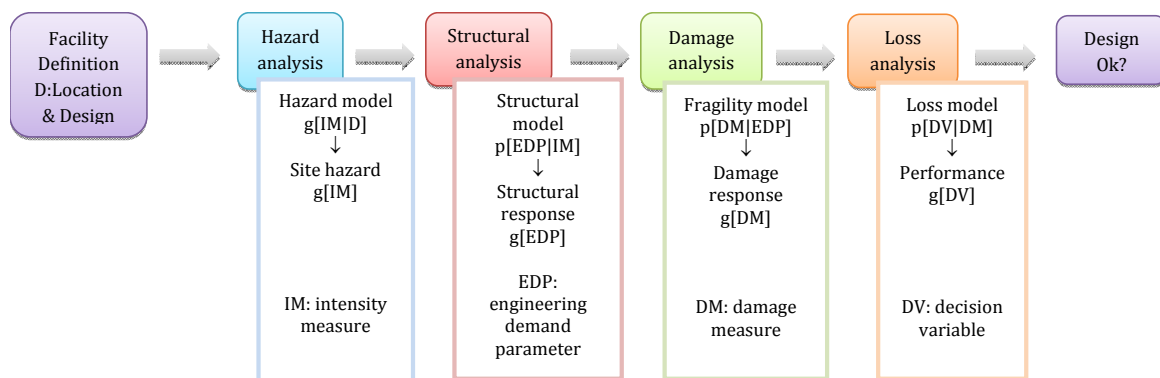 Facility
Definition
D:Location
& Design
Hazard
analysis
Hazard model
g[IM|D]
↓
Site hazard
g[IM]
IM: intensity
measure
Structural
analysis
Structural
model
p[EDP|IM]
↓
Structural
response
g[EDP]
EDP:
engineering
demand
parameter
Damage
analysis
Fragility model
p[DM|EDP]
↓
Damage
response
g[DM]
DM: damage
measure
Loss
analysis
Loss model
p[DV|DM]
↓
Performance
g[DV]
DV: decision
variable
Design
Ok?